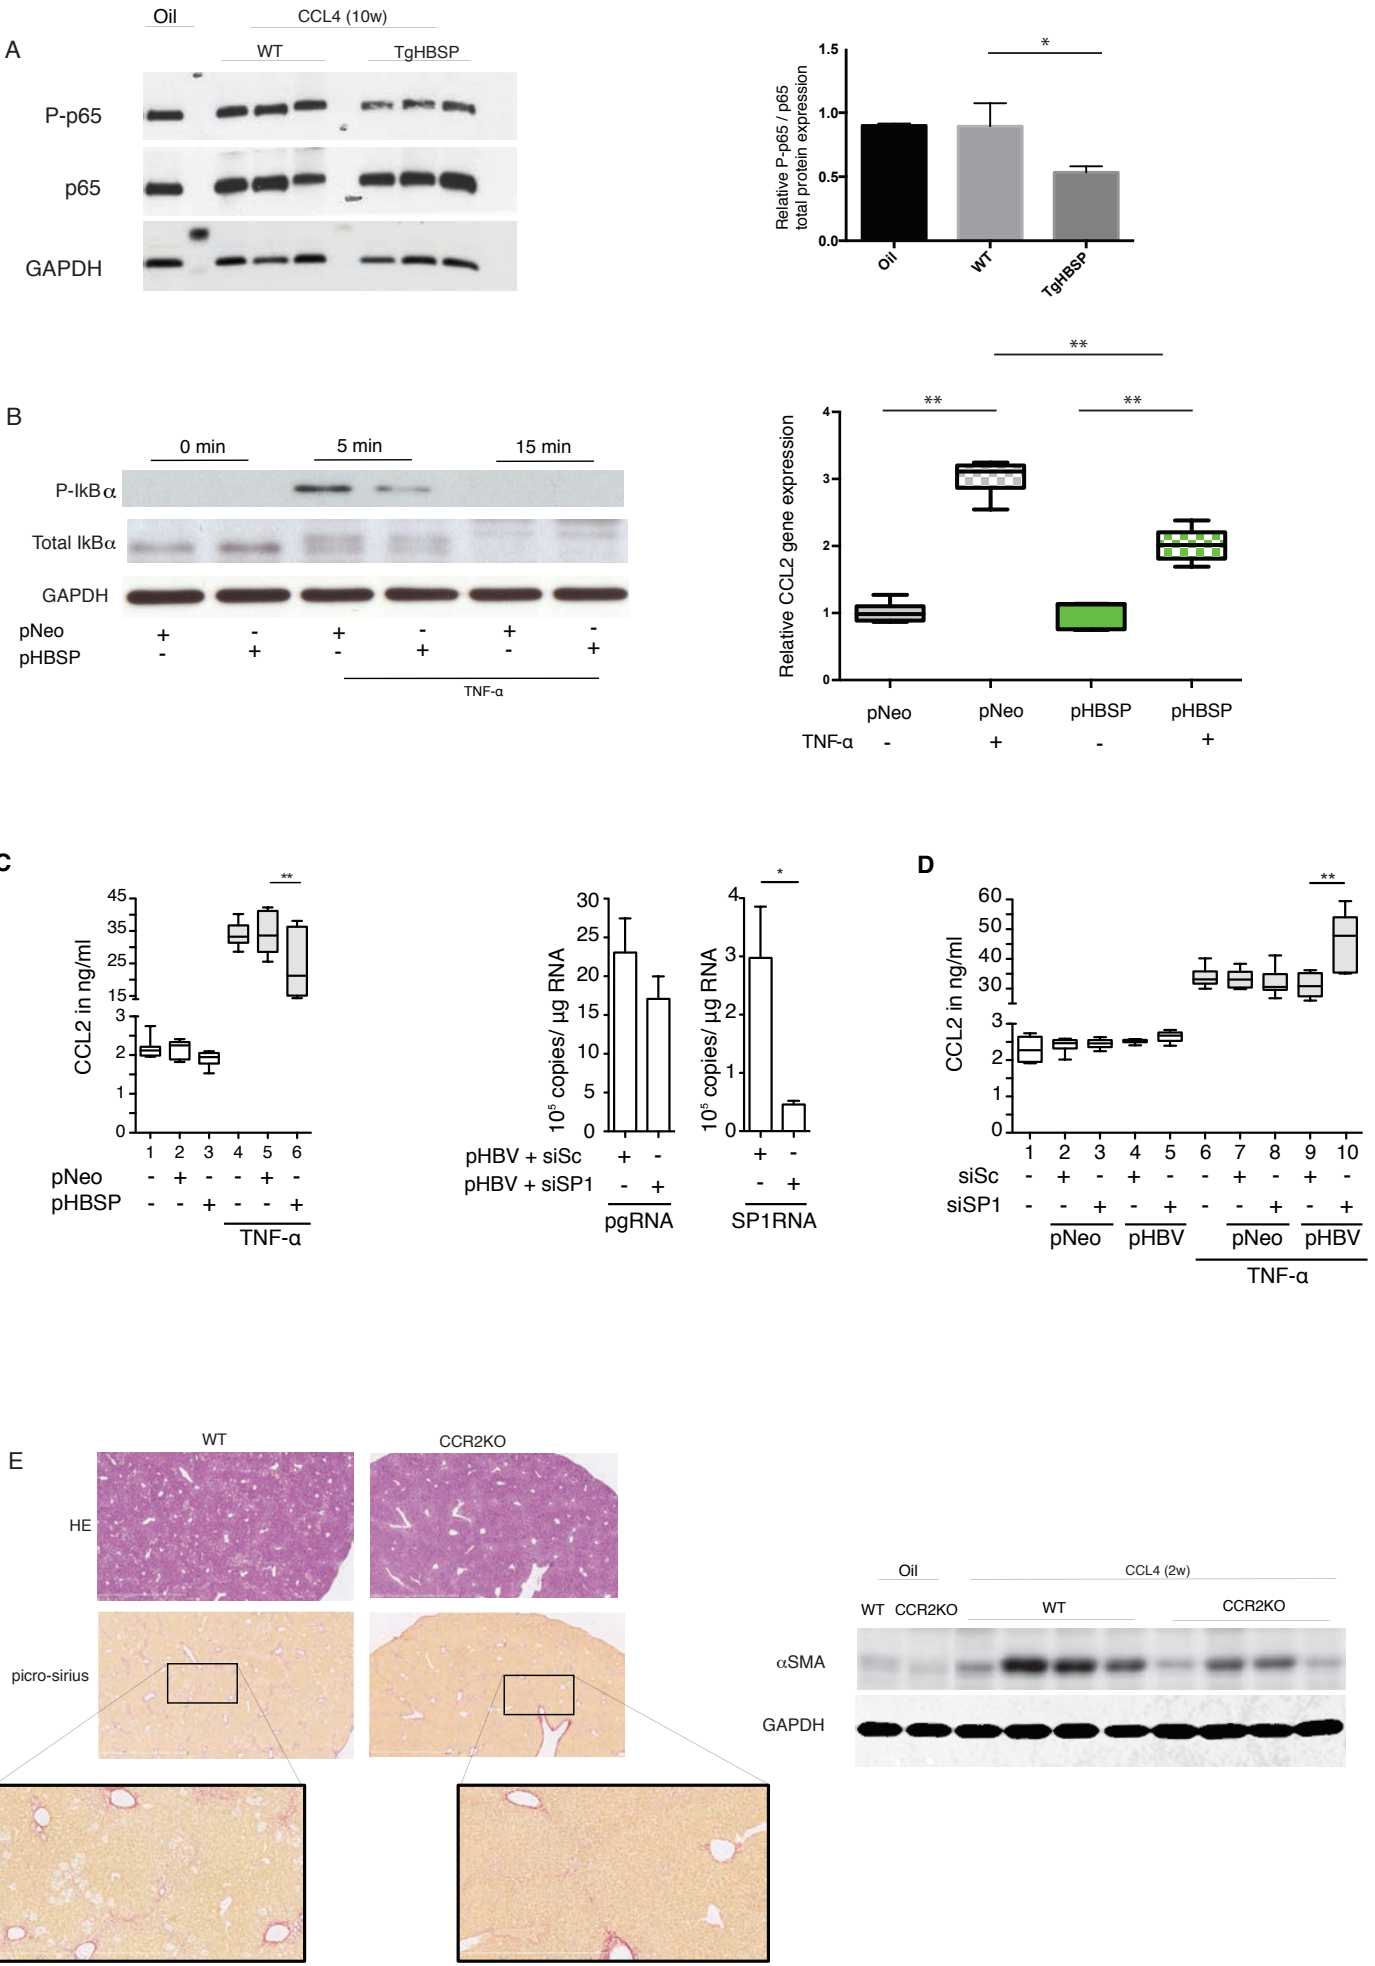 A
Oil
CCL4 (10w)
WT
TgHBSP
P-p65
p65
GAPDH
Relative P-p65 / p65
total protein expression
1.5
1.0
0.5
0.0
*
Oil
WT
TgHBSP
B
0 min
5 min
15 min
P-IkBα
Total IkBα
GAPDH
pNeo + - + - + -
pHBSP - + - + - +
TNF-α
Relative CCL2 gene expression
4
3
2
1
0
**
** **
pNeo pNeo pHBSP pHBSP
TNF-α - + - +
C
CCL2 in ng/ml
45
35
25
15
3
2
1
0
**
1 2 3 4 5 6
pNeo - + - - + -
pHBSP - - + - - +
TNF-α
10⁵ copies/ µg RNA
30
25
20
15
10
5
0
10⁵ copies/ µg RNA
4
3
2
1
0
*
pHBV + siSc + - + -
pHBV + siSP1 - + - +
pgRNA
SP1RNA
D
CCL2 in ng/ml
60
50
40
30
3
2
1
0
**
1 2 3 4 5 6 7 8 9 10
siSc - + - + - - + - + -
siSP1 - - + - + - - + - +
pNeo pHBV pNeo pHBV
TNF-α
E
WT
CCR2KO
HE
picro-sirius
Oil
CCL4 (2w)
WT CCR2KO WT CCR2KO
αSMA
GAPDH